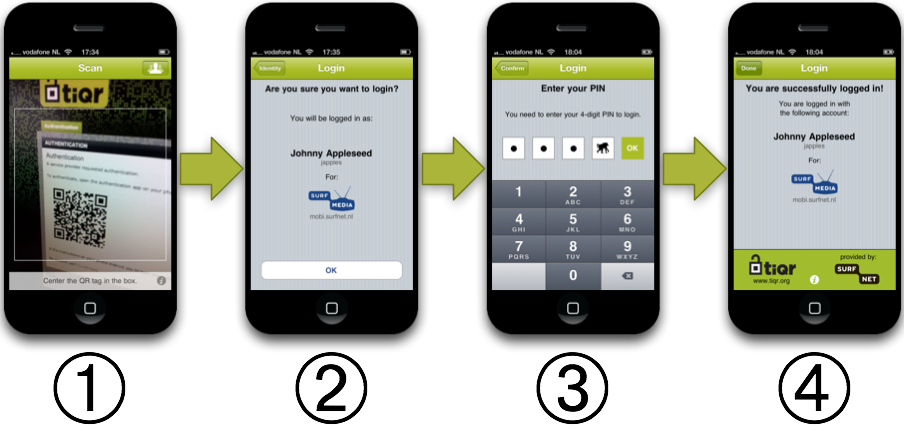 vodafone NL 17:34
Scan
tiqr
Authentication
AUTHENTICATION
Authentication
A service provider requested authentication.
To authenticate, open the authentication app on your pho
Center the QR tag in the box.
1
vodafone NL 17:35
Identity
Login
Are you sure you want to login?
You will be logged in as:
Johnny Appleseed
japples
For:
SURF
MEDIA
mobi.surfnet.nl
OK
2
vodafone NL 18:04
Confirm
Login
Enter your PIN
You need to enter your 4-digit PIN to login.
OK
1 2 3
ABC DEF
4 5 6
GHI JKL MNO
7 8 9
PQRS TUV WXYZ
0
3
vodafone NL 18:04
Done
Login
You are successfully logged in!
You are logged in with
the following account:
Johnny Appleseed
japples
For:
SURF
MEDIA
mobi.surfnet.nl
tiqr
www.tiqr.org
provided by:
SURF
NET
4